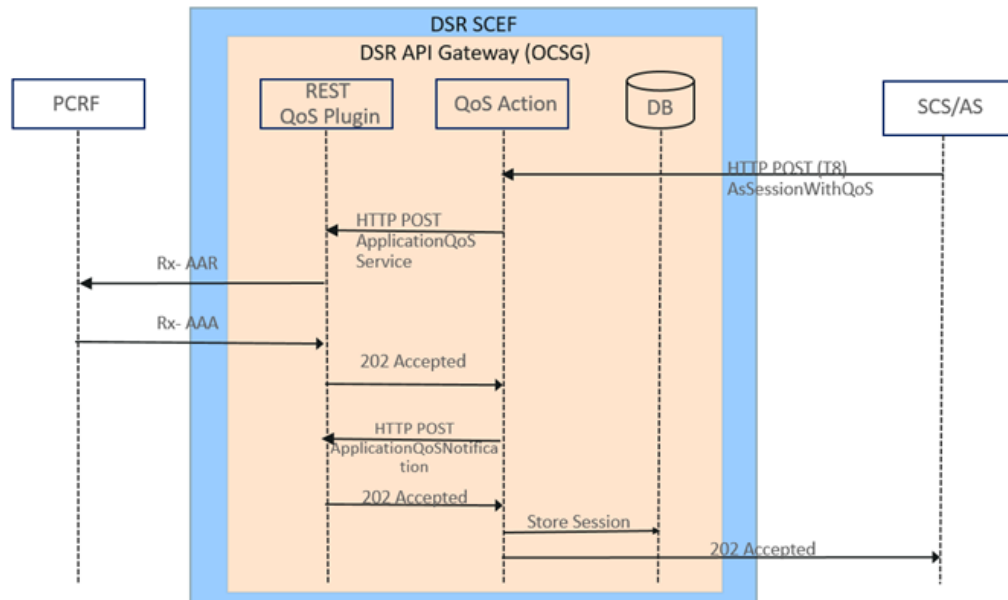 DSR SCEF
DSR API Gateway (OCSG)
PCRF
REST
QoS Plugin
QoS Action
DB
SCS/AS
HTTP POST (T8)
AsSessionWithQoS
HTTP POST
ApplicationQoS
Service
Rx- AAR
Rx- AAA
202 Accepted
HTTP POST
ApplicationQoSNotifica
tion
202 Accepted
Store Session
202 Accepted